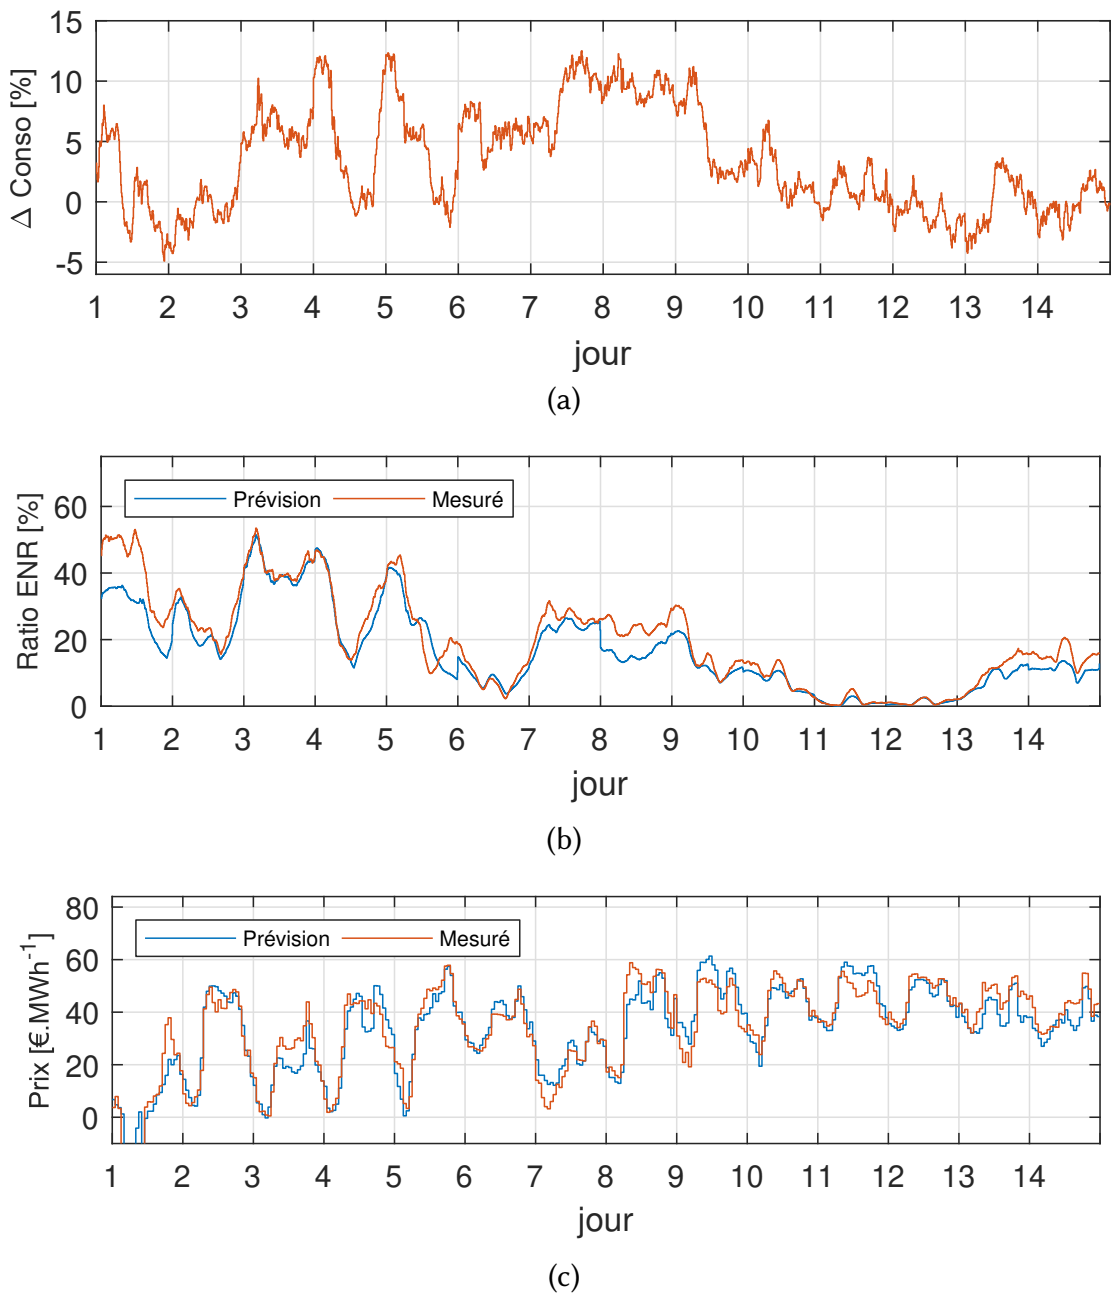 Δ Conso [%]
15
10
5
0
-5
1 2 3 4 5 6 7 8 9 10 11 12 13 14
jour
(a)
Ratio ENR [%]
60
40
20
0
Prévision Mesuré
1 2 3 4 5 6 7 8 9 10 11 12 13 14
jour
(b)
Prix [€.MWh⁻¹]
80
60
40
20
0
Prévision Mesuré
1 2 3 4 5 6 7 8 9 10 11 12 13 14
jour
(c)